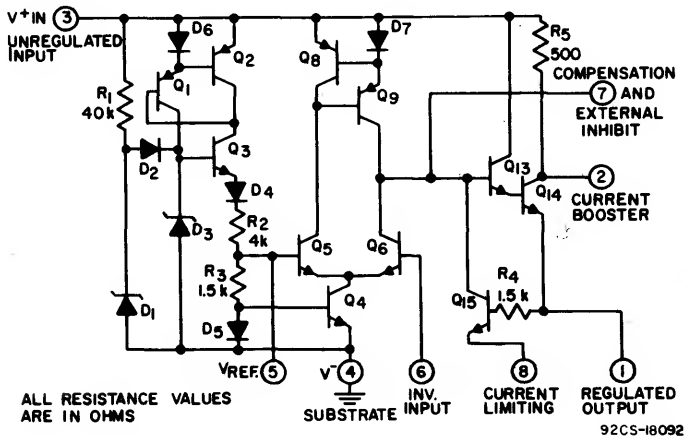 V+ IN ③
UNREGULATED
INPUT
D6
Q1
Q2
R1
40k
D2
Q3
D4
D3
R2
4k
R3
1.5k
D1
D5
Q8
D7
Q9
Q5
Q6
Q4
R5
500
COMPENSATION
⑦ AND
EXTERNAL
INHIBIT
Q13
Q14
②
CURRENT
BOOSTER
Q15
R4
1.5k
VREF ⑤
V- ④
SUBSTRATE
⑥
INV.
INPUT
⑧
CURRENT
LIMITING
①
REGULATED
OUTPUT
ALL RESISTANCE VALUES
ARE IN OHMS
92CS-18092